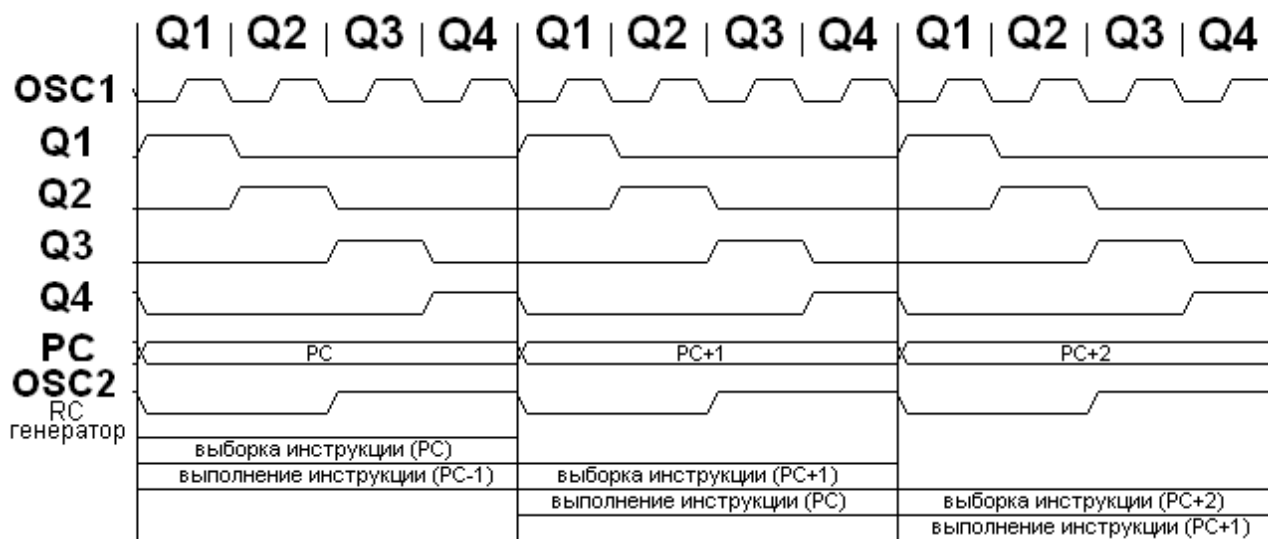 Q1 | Q2 | Q3 | Q4 | Q1 | Q2 | Q3 | Q4 | Q1 | Q2 | Q3 | Q4
OSC1
Q1
Q2
Q3
Q4
PC PC PC+1 PC+2
OSC2
RC
генератор
выборка инструкции (PC)
выполнение инструкции (PC-1) выборка инструкции (PC+1)
выполнение инструкции (PC) выборка инструкции (PC+2)
выполнение инструкции (PC+1)